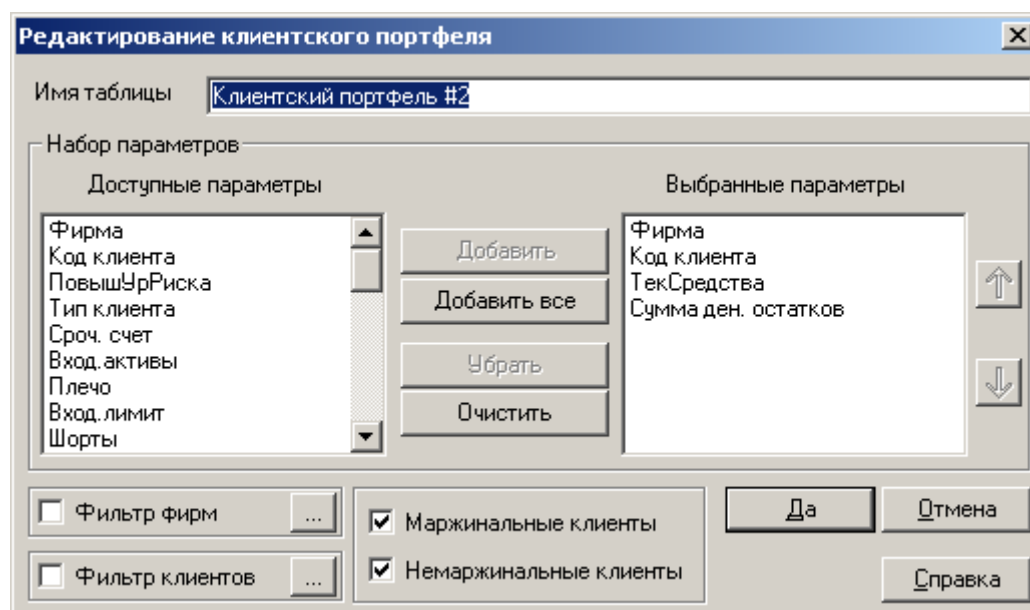 Редактирование клиентского портфеля
Имя таблицы Клиентский портфель #2
Набор параметров
Доступные параметры
Выбранные параметры
Фирма
Код клиента
ПовышУрРиска
Тип клиента
Сроч. счет
Вход.активы
Плечо
Вход.лимит
Шорты
Добавить
Добавить все
Убрать
Очистить
Фирма
Код клиента
ТекСредства
Сумма ден. остатков
Фильтр фирм ...
Фильтр клиентов ...
Маржинальные клиенты
Немаржинальные клиенты
Да
Отмена
Справка